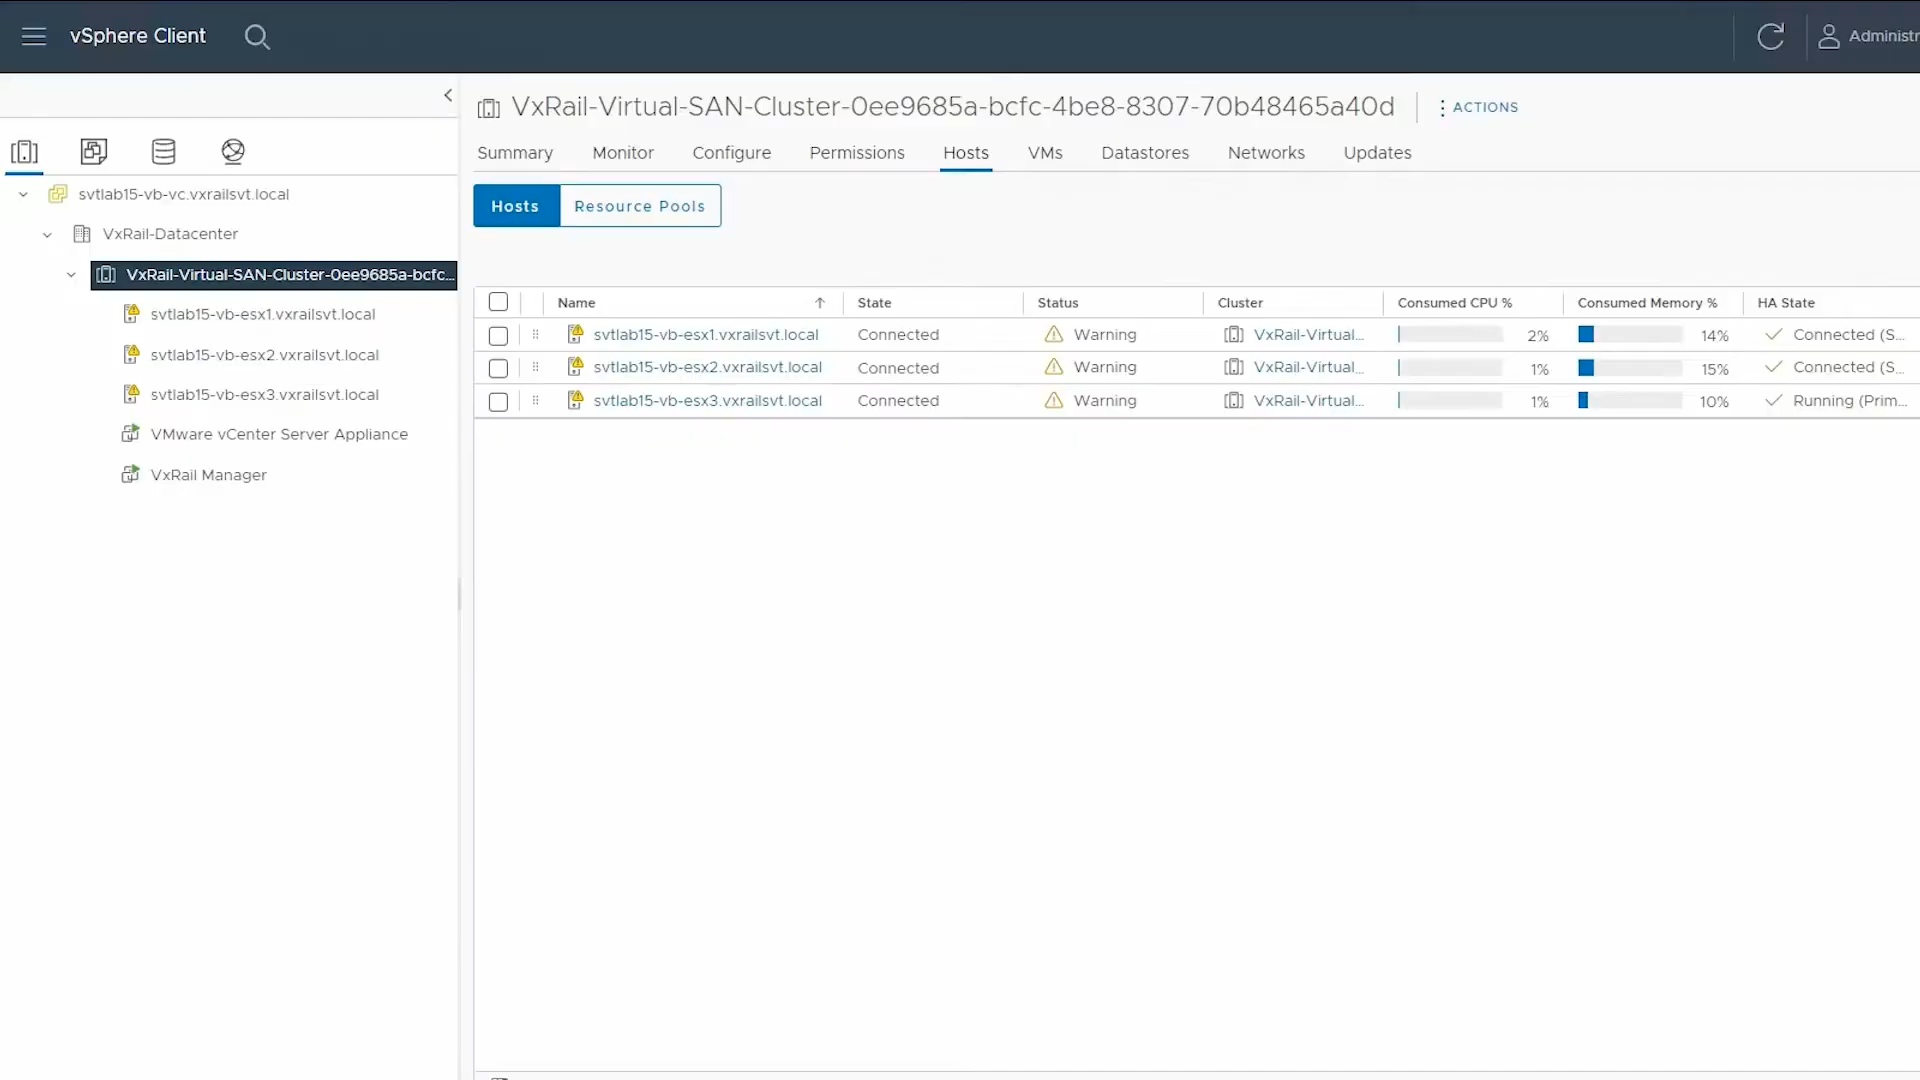 vSphere Client
Administr
VxRail-Virtual-SAN-Cluster-0ee9685a-bcfc-4be8-8307-70b48465a40d
ACTIONS
Summary Monitor Configure Permissions Hosts VMs Datastores Networks Updates
Hosts Resource Pools
svtlab15-vb-vc.vxrailsvt.local
VxRail-Datacenter
VxRail-Virtual-SAN-Cluster-0ee9685a-bcfc...
svtlab15-vb-esx1.vxrailsvt.local
svtlab15-vb-esx2.vxrailsvt.local
svtlab15-vb-esx3.vxrailsvt.local
VMware vCenter Server Appliance
VxRail Manager
Name State Status Cluster Consumed CPU % Consumed Memory % HA State
svtlab15-vb-esx1.vxrailsvt.local Connected Warning VxRail-Virtual... 2% 14% Connected (S...
svtlab15-vb-esx2.vxrailsvt.local Connected Warning VxRail-Virtual... 1% 15% Connected (S...
svtlab15-vb-esx3.vxrailsvt.local Connected Warning VxRail-Virtual... 1% 10% Running (Prim...